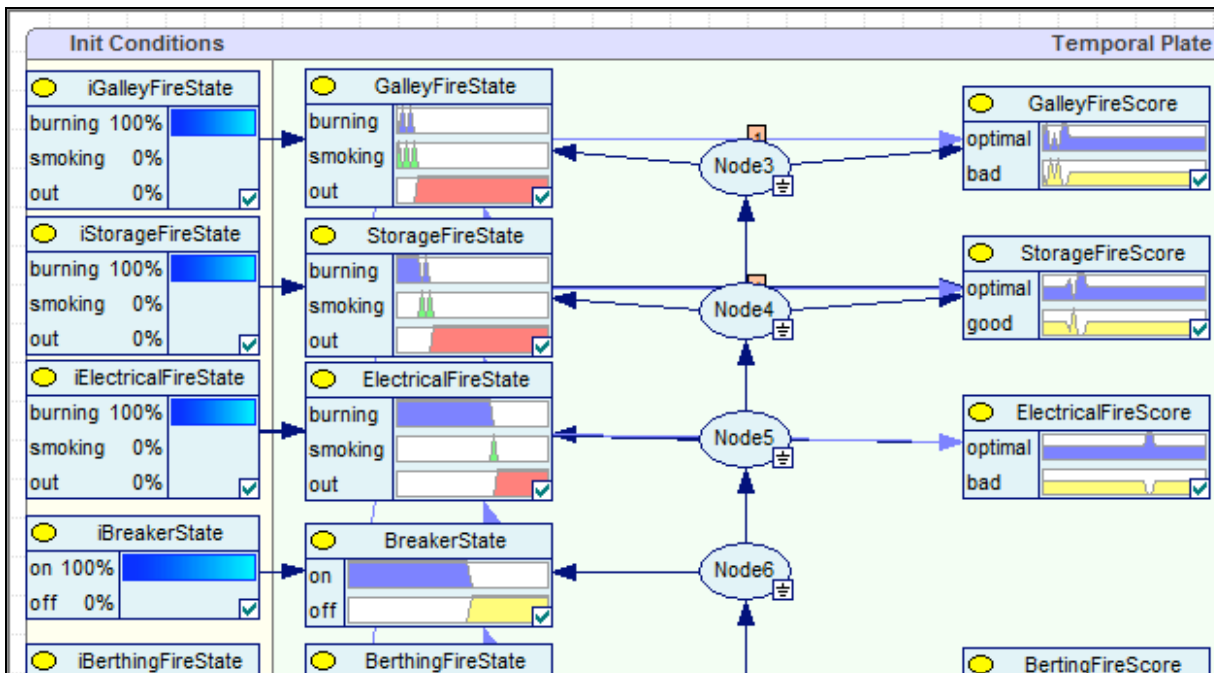 Init Conditions
Temporal Plate
iGalleyFireState
burning 100%
smoking 0%
out 0%
GalleyFireState
burning
smoking
out
Node3
1
GalleyFireScore
optimal
bad
iStorageFireState
burning 100%
smoking 0%
out 0%
StorageFireState
burning
smoking
out
Node4
StorageFireScore
optimal
good
iElectricalFireState
burning 100%
smoking 0%
out 0%
ElectricalFireState
burning
smoking
out
Node5
ElectricalFireScore
optimal
bad
iBreakerState
on 100%
off 0%
BreakerState
on
off
Node6
iBerthingFireState
BerthingFireState
BertingFireScore